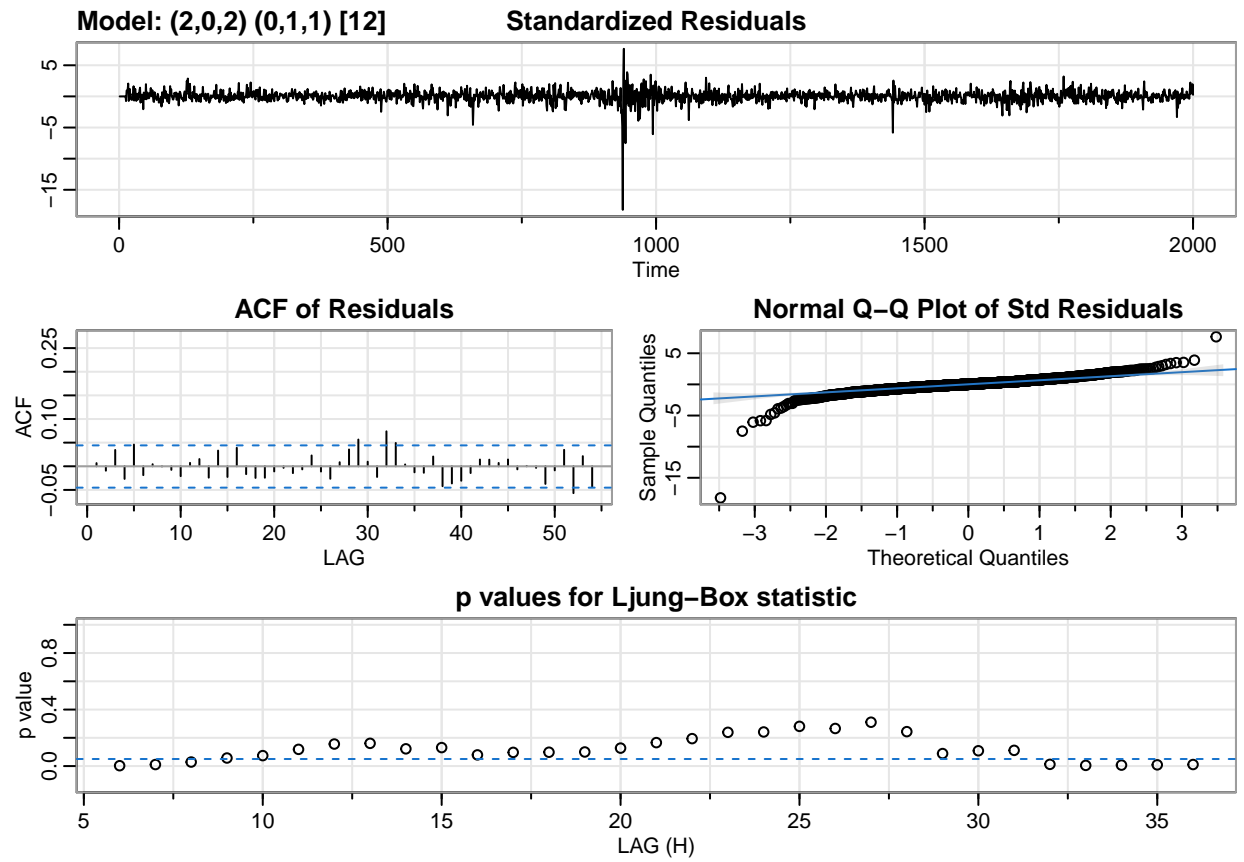 Model: (2,0,2) (0,1,1) [12]    Standardized Residuals
5
−5
−15
0 500 1000 1500 2000
Time
ACF of Residuals
ACF
0.25
0.10
−0.05
0 10 20 30 40 50
LAG
Normal Q−Q Plot of Std Residuals
Sample Quantiles
5
−5
−15
−3 −2 −1 0 1 2 3
Theoretical Quantiles
p values for Ljung−Box statistic
p value
0.8
0.4
0.0
5 10 15 20 25 30 35
LAG (H)